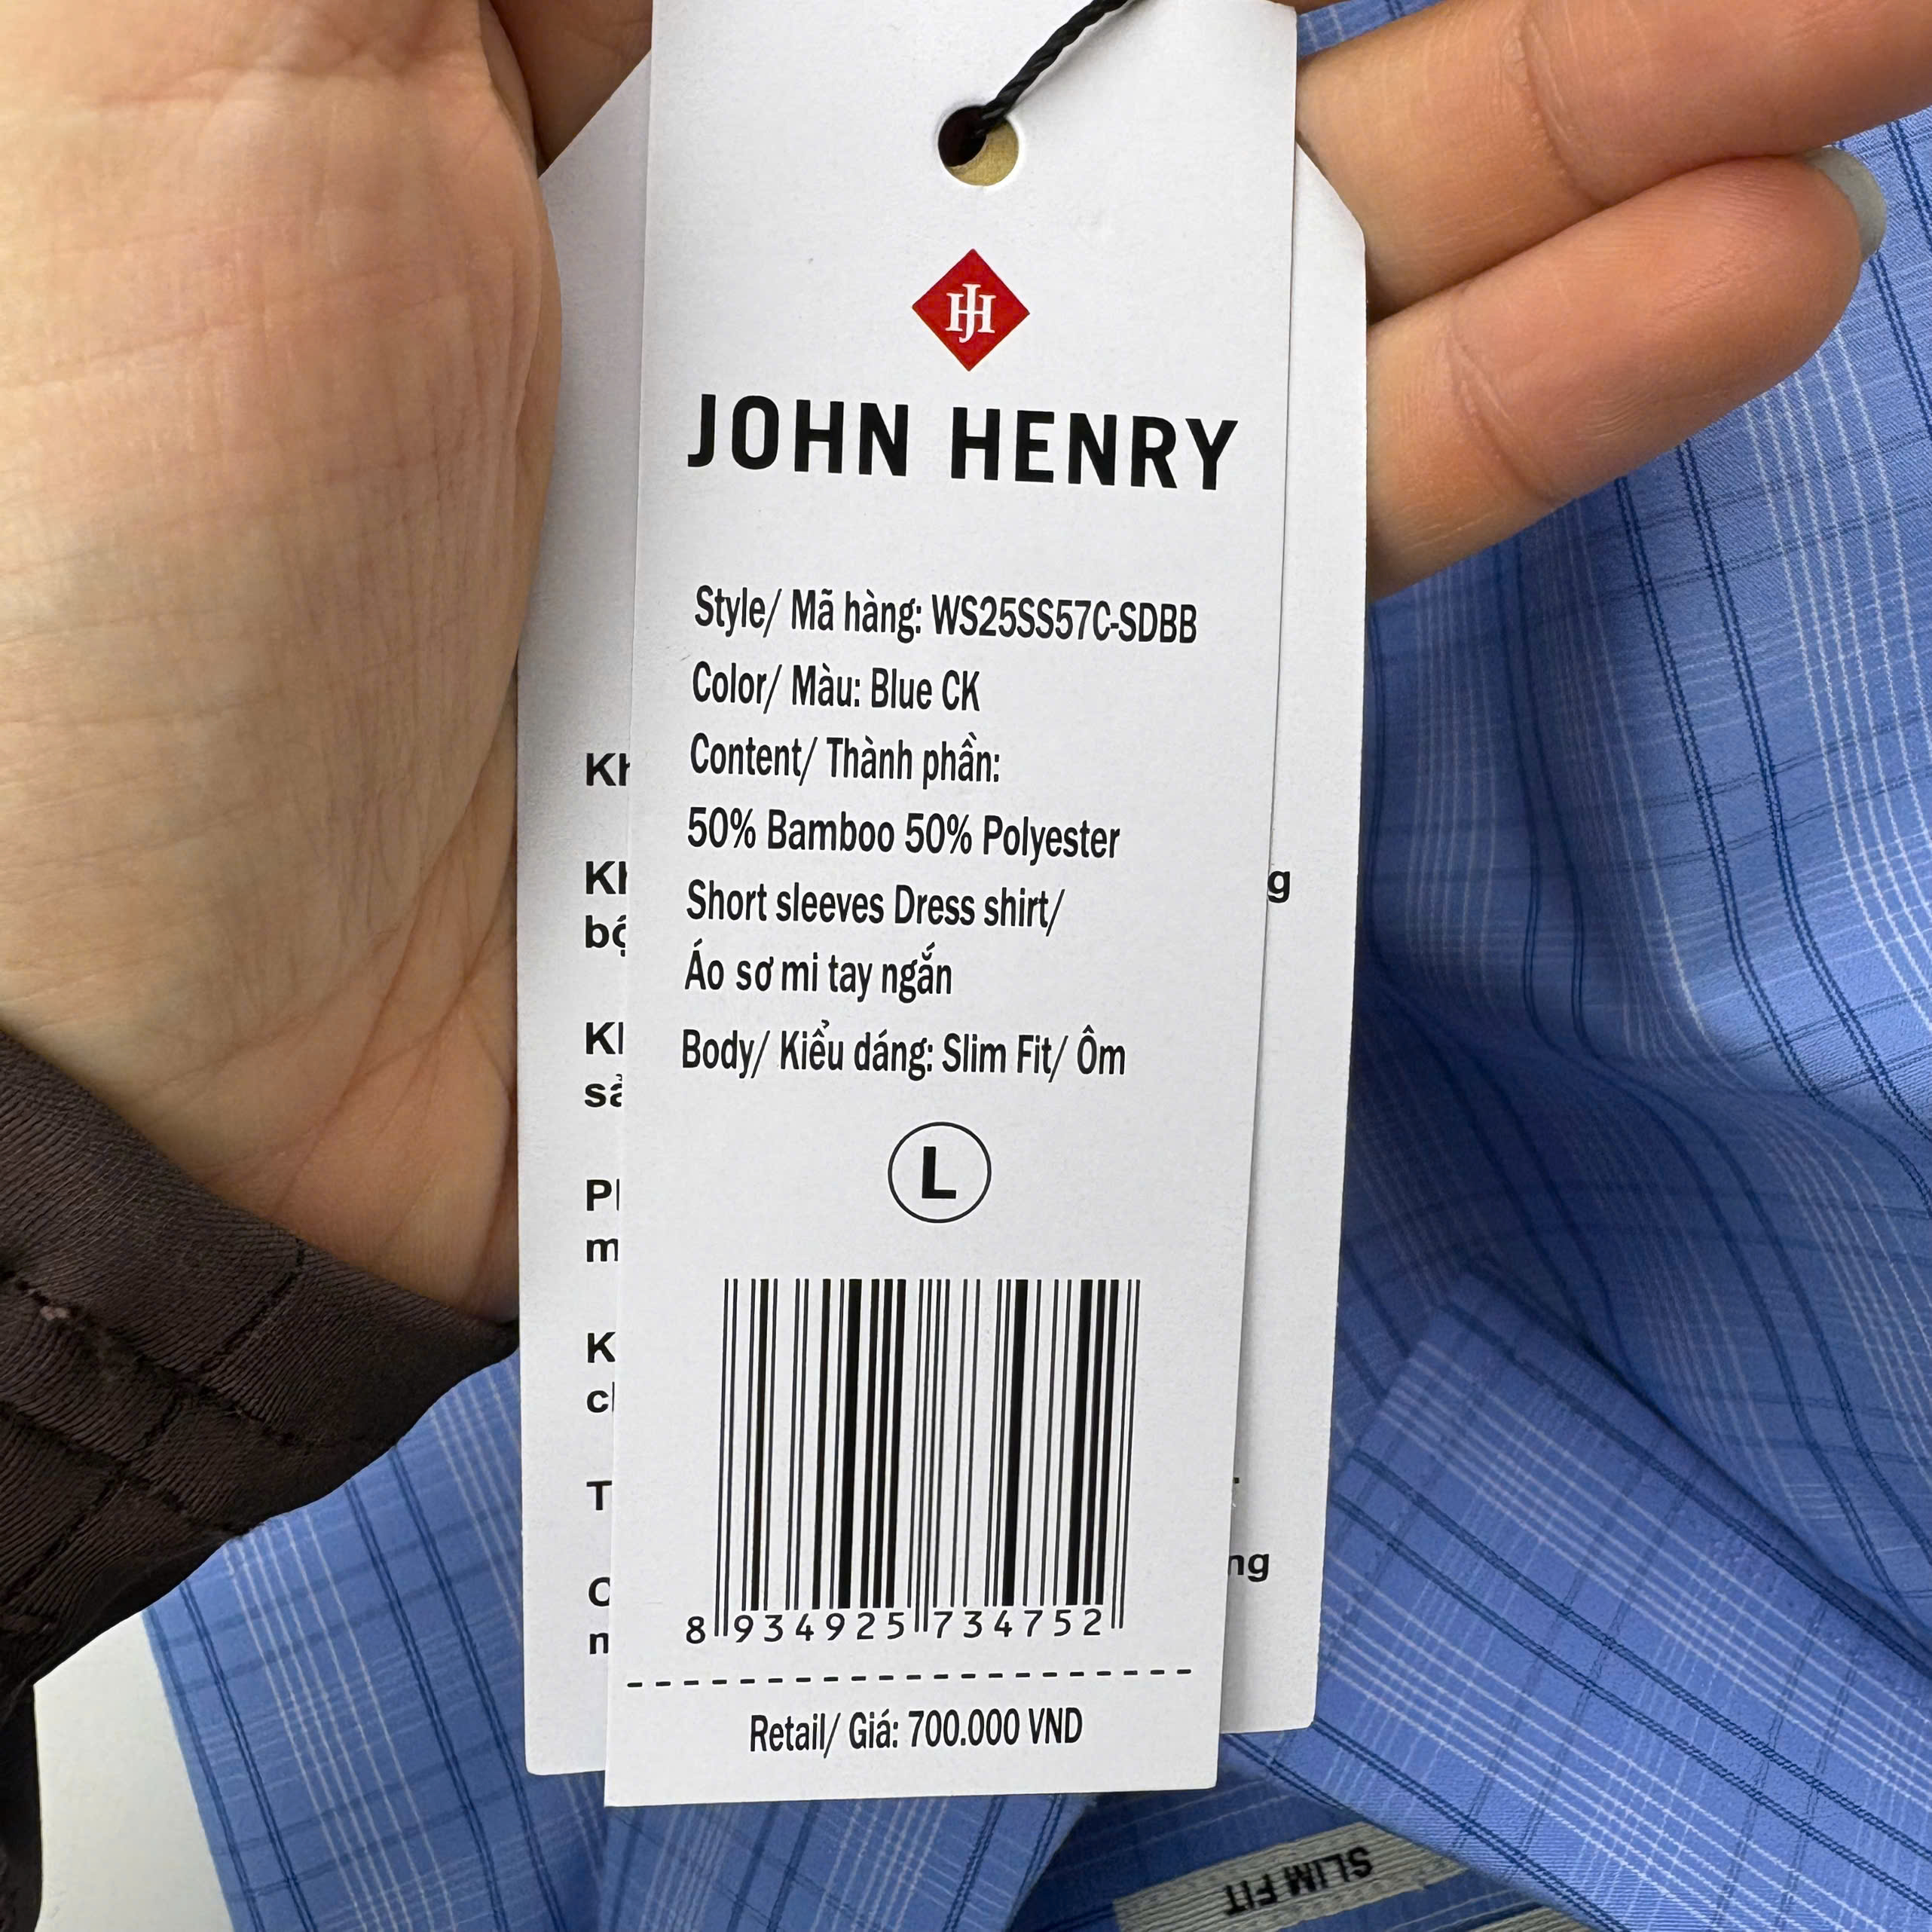 JH
JOHN HENRY
Style/ Mã hàng: WS25SS57C-SDBB
Color/ Màu: Blue CK
Content/ Thành phần:
50% Bamboo 50% Polyester
Short sleeves Dress shirt/
Áo sơ mi tay ngắn
Body/ Kiểu dáng: Slim Fit/ Ôm
L
8 934925 734752
Retail/ Giá: 700.000 VND
SLIM FIT